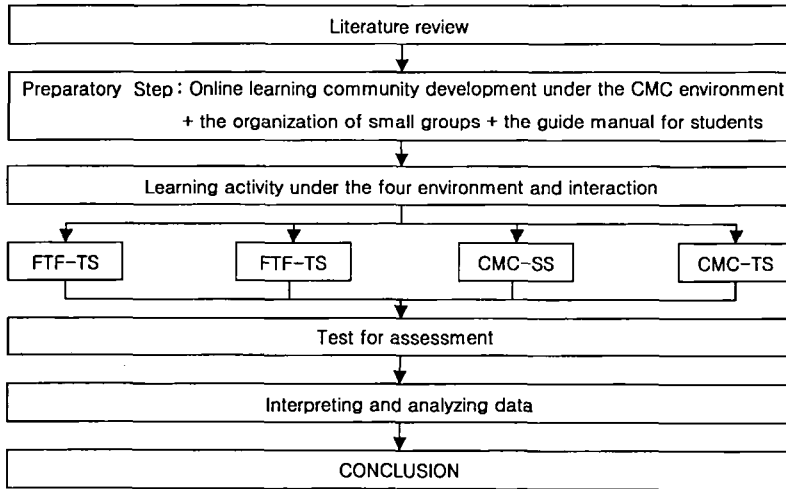 Literature review
Preparatory Step: Online learning community development under the CMC environment
+ the organization of small groups + the guide manual for students
Learning activity under the four environment and interaction
FTF-TS
FTF-TS
CMC-SS
CMC-TS
Test for assessment
Interpreting and analyzing data
CONCLUSION